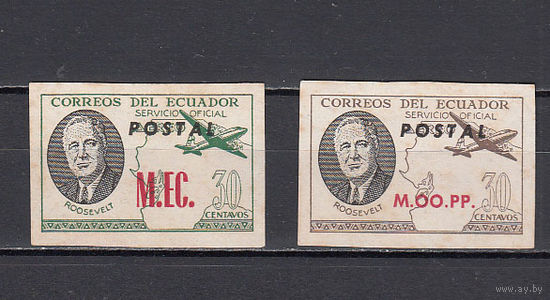 CORREOS DEL ECUADOR
SERVICIO OFICIAL
POSTAL
M.EC.
30
CENTAVOS
ROOSEVELT
CORREOS DEL ECUADOR
SERVICIO OFICIAL
POSTAL
M.OO.PP.
30
CENTAVOS
ROOSEVELT
© www.ay.by